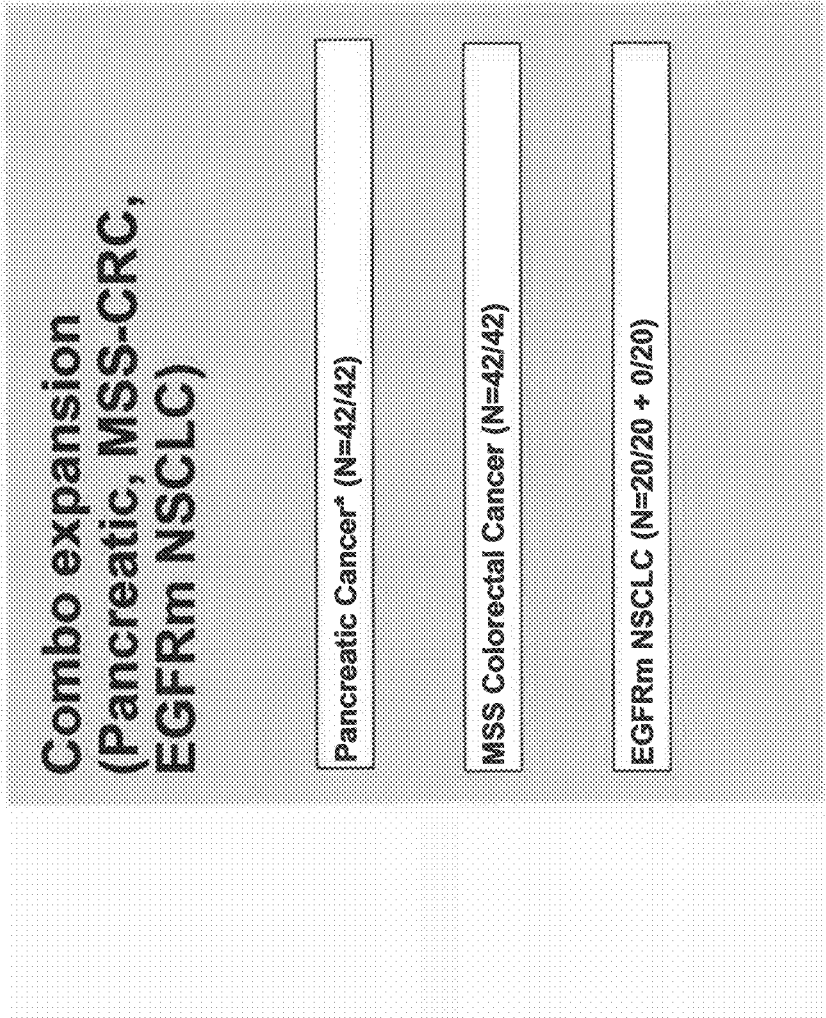 Combo expansion
(Pancreatic, MSS-CRC,
EGFRm NSCLC)
Pancreatic Cancer* (N=42/42)
MSS Colorectal Cancer (N=42/42)
EGFRm NSCLC (N=20/20 + 0/20)